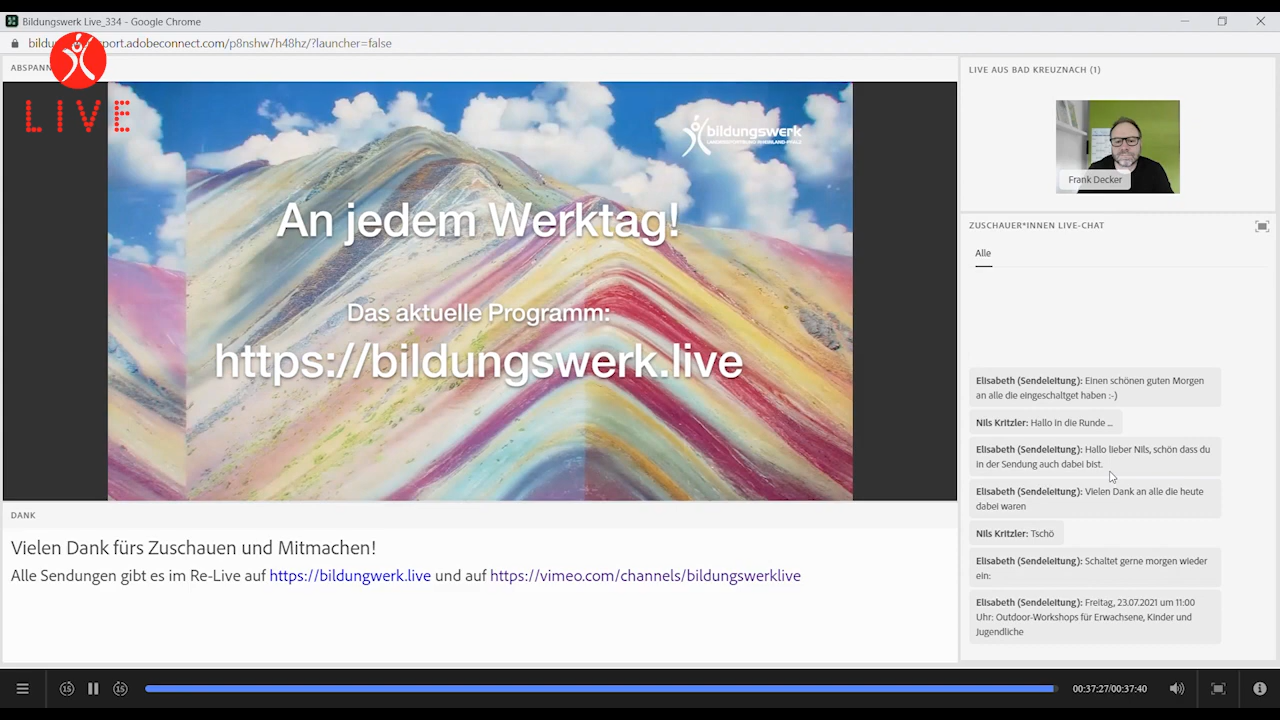 Bildungswerk Live_334 - Google Chrome
port.adobeconnect.com/p8nshw7h48hz/?launcher=false
ABSPANN
LIVE
bildungswerk
An jedem Werktag!
Das aktuelle Programm:
https://bildungswerk.live
DANK
Vielen Dank fürs Zuschauen und Mitmachen!
Alle Sendungen gibt es im Re-Live auf https://bildungwerk.live und auf https://vimeo.com/channels/bildungswerklive
LIVE AUS BAD KREUZNACH (1)
Frank Decker
ZUSCHAUER*INNEN LIVE-CHAT
Alle
Elisabeth (Sendeleitung): Einen schönen guten Morgen
an alle die eingeschaltget haben :-)
Nils Kritzler: Hallo in die Runde ...
Elisabeth (Sendeleitung): Hallo lieber Nils, schön dass du
in der Sendung auch dabei bist.
Elisabeth (Sendeleitung): Vielen Dank an alle die heute
dabei waren
Nils Kritzler: Tschö
Elisabeth (Sendeleitung): Schaltet gerne morgen wieder
ein:
Elisabeth (Sendeleitung): Freitag, 23.07.2021 um 11:00
Uhr: Outdoor-Workshops für Erwachsene, Kinder und
Jugendliche
15
15
00:37:27/00:37:40